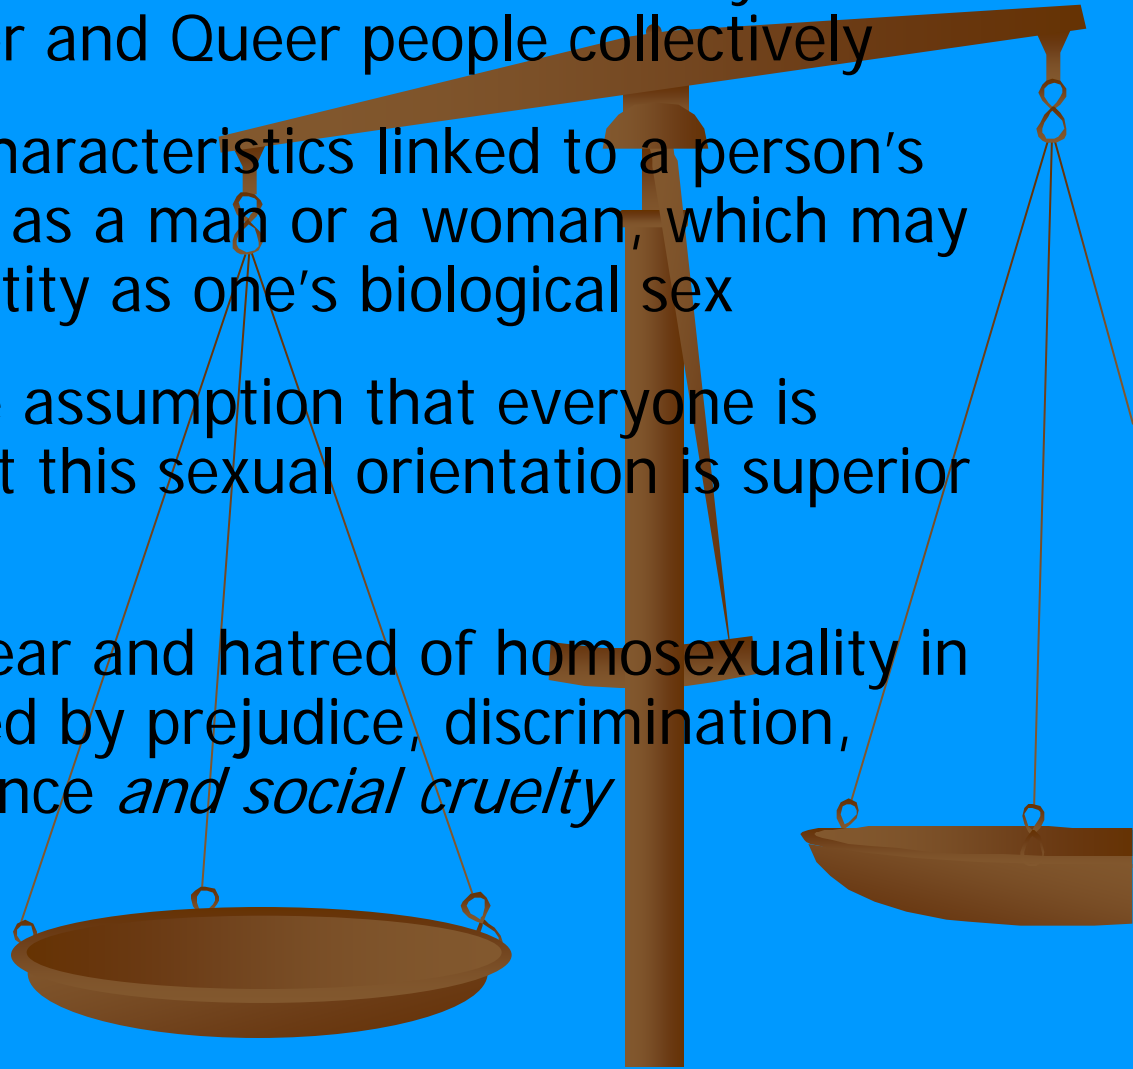 r and Queer people collectively
haracteristics linked to a person's
as a man or a woman, which may
tity as one's biological sex
assumption that everyone is
t this sexual orientation is superior
ear and hatred of homosexuality in
ed by prejudice, discrimination,
nce and social cruelty